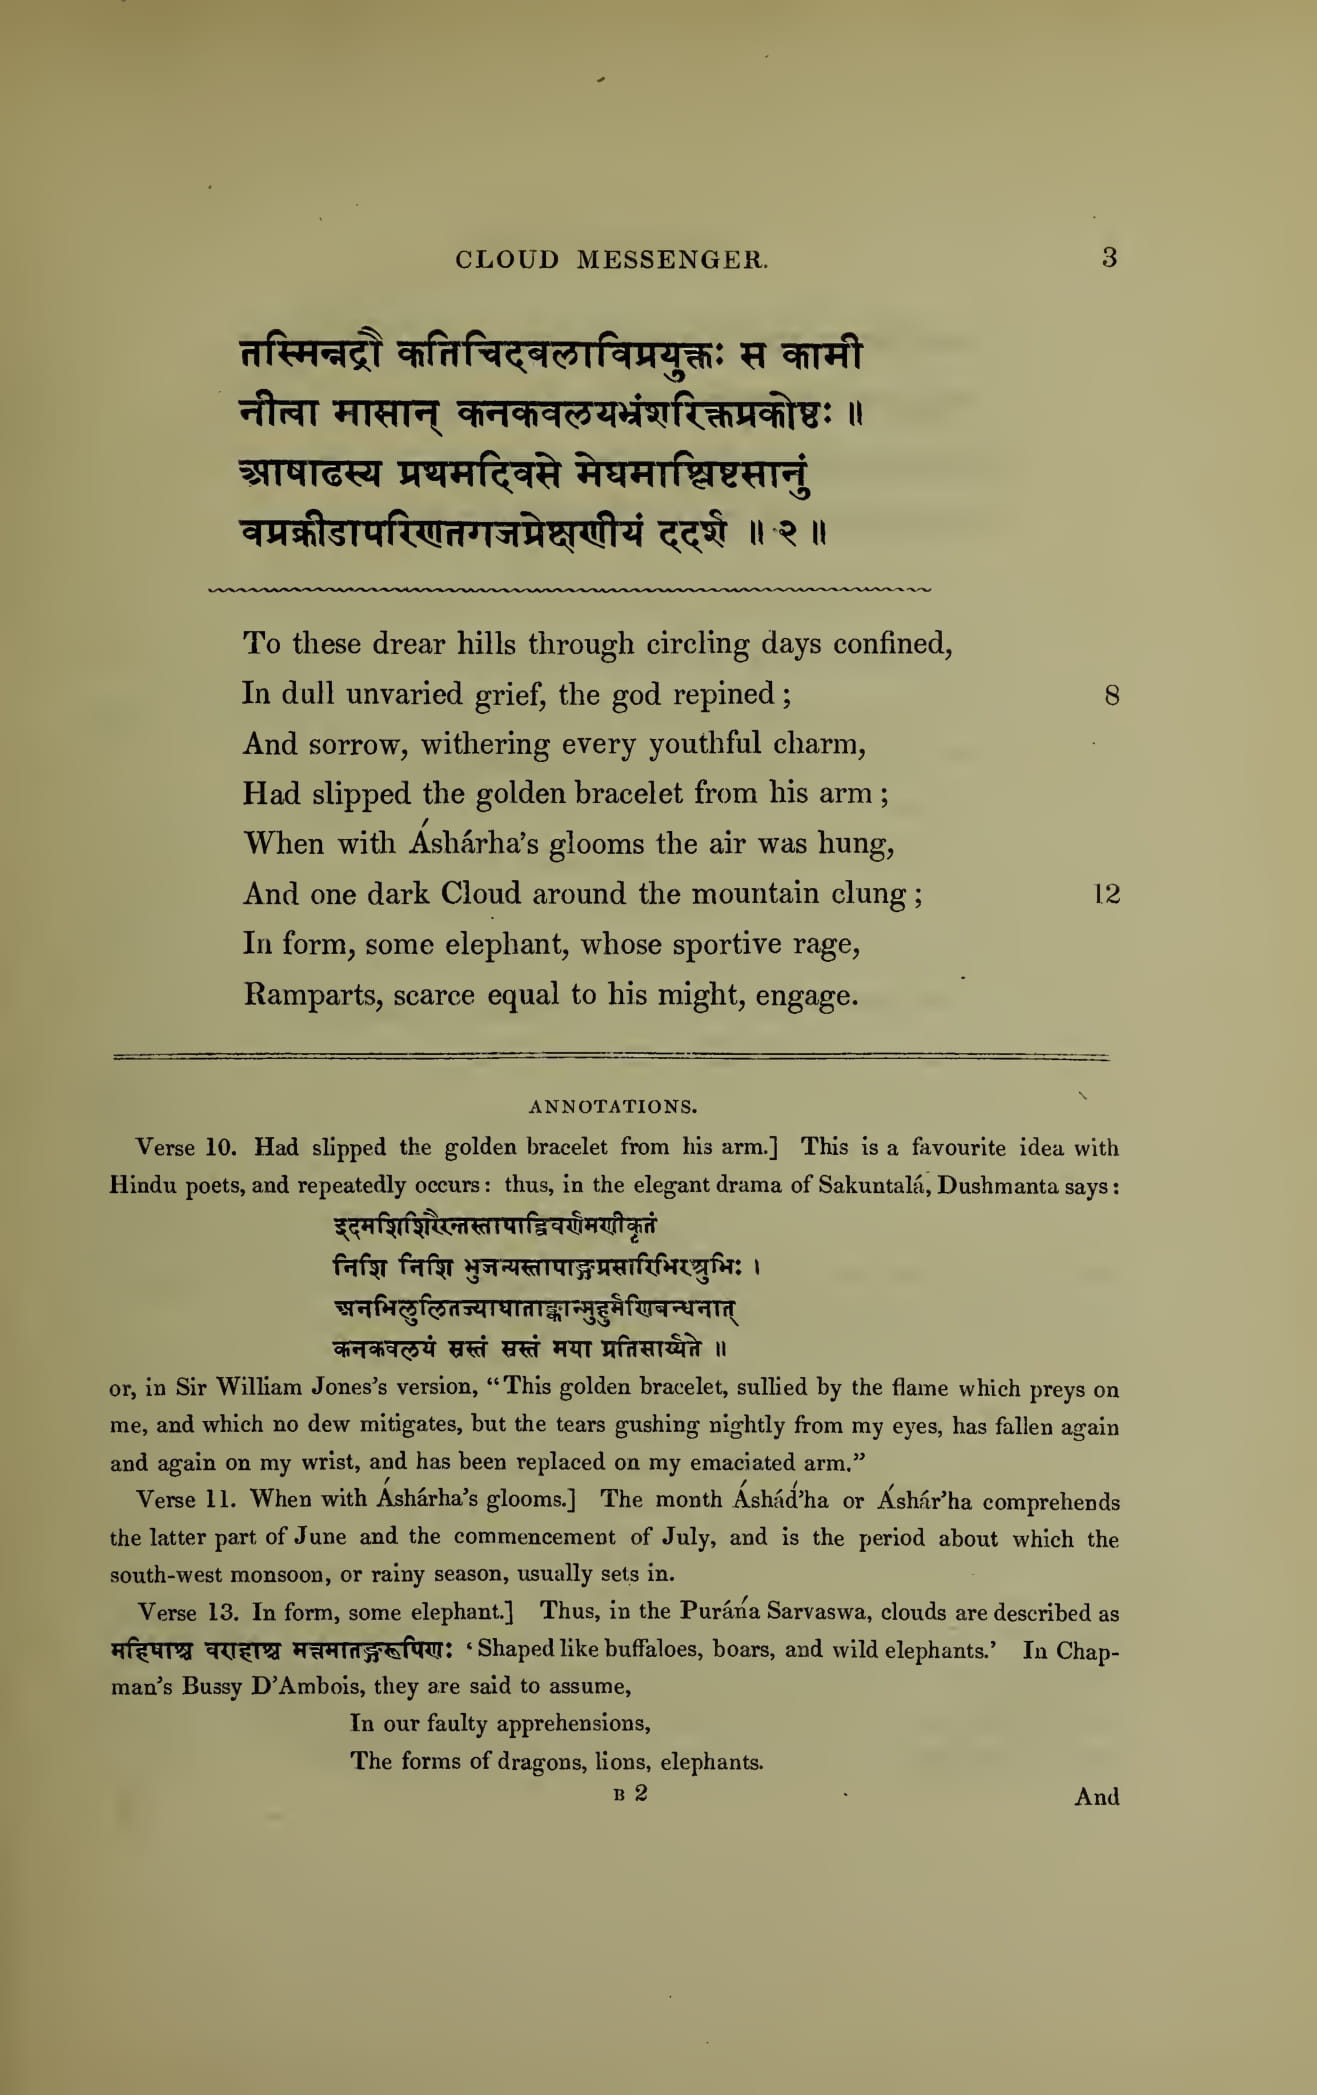 CLOUD MESSENGER. 3
तस्मिन्नद्रौ कतिचिदबलाविप्रयुक्तः स कामी
नीत्वा मासान् कनकवलयभ्रंशरिक्तप्रकोष्ठः ॥
आषाढस्य प्रथमदिवसे मेघमाश्लिष्टसानुं
वप्रक्रीडापरिणतगजप्रेक्षणीयं ददर्श ॥ २ ॥
To these drear hills through circling days confined,
In dull unvaried grief, the god repined ; 8
And sorrow, withering every youthful charm,
Had slipped the golden bracelet from his arm ;
When with Áshárha’s glooms the air was hung,
And one dark Cloud around the mountain clung ; 12
In form, some elephant, whose sportive rage,
Ramparts, scarce equal to his might, engage.
ANNOTATIONS.
Verse 10. Had slipped the golden bracelet from his arm.] This is a favourite idea with
Hindu poets, and repeatedly occurs : thus, in the elegant drama of Sakuntalá, Dushmanta says :
इदमशिशिरैरन्तस्तापाद्विवर्णमणीकृतं
निशि निशि भुजन्यस्तापाङ्गप्रसारिभिरश्रुभिः ।
अनभिलुलितज्याघाताङ्कान्मुहुर्मणिबन्धनात्
कनकवलयं स्रस्तं स्रस्तं मया प्रतिसार्य्यते ॥
or, in Sir William Jones’s version, “This golden bracelet, sullied by the flame which preys on
me, and which no dew mitigates, but the tears gushing nightly from my eyes, has fallen again
and again on my wrist, and has been replaced on my emaciated arm.”
Verse 11. When with Áshárha’s glooms.] The month Áshád́’ha or Áshár’ha comprehends
the latter part of June and the commencement of July, and is the period about which the
south-west monsoon, or rainy season, usually sets in.
Verse 13. In form, some elephant.] Thus, in the Puráńa Sarvaswa, clouds are described as
महिषाश्च वराहाश्च मत्तमातङ्गरूपिणः ‘ Shaped like buffaloes, boars, and wild elephants.’ In Chap-
man’s Bussy D’Ambois, they are said to assume,
In our faulty apprehensions,
The forms of dragons, lions, elephants.
B 2 And